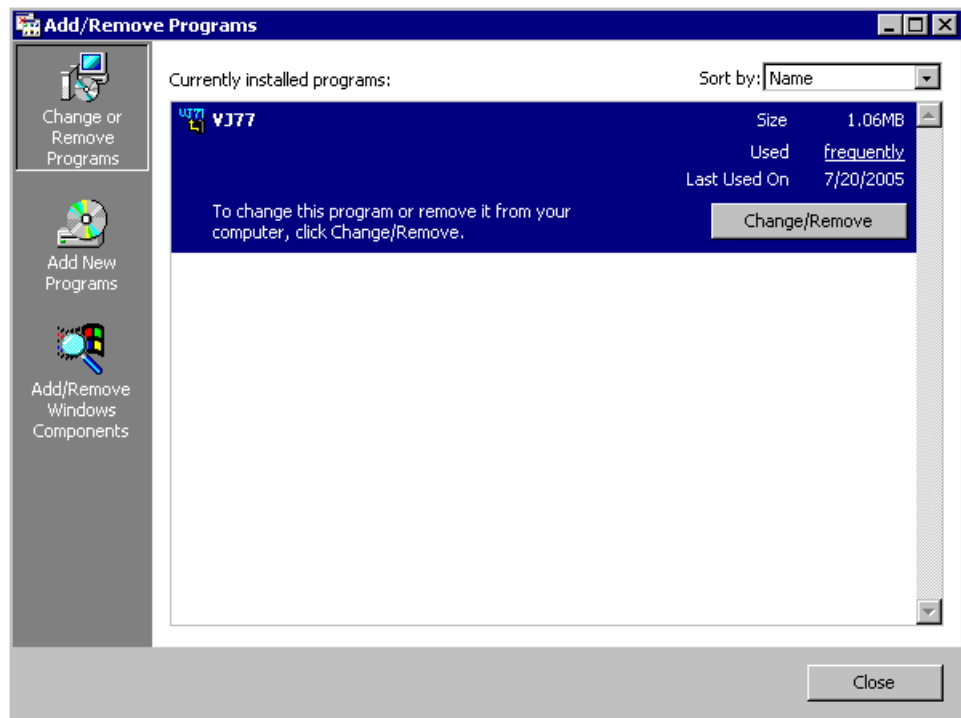 Add/Remove Programs
Change or
Remove
Programs
Add New
Programs
Add/Remove
Windows
Components
Currently installed programs:
Sort by: Name
VJ77
Size 1.06MB
Used frequently
Last Used On 7/20/2005
To change this program or remove it from your
computer, click Change/Remove.
Change/Remove
Close